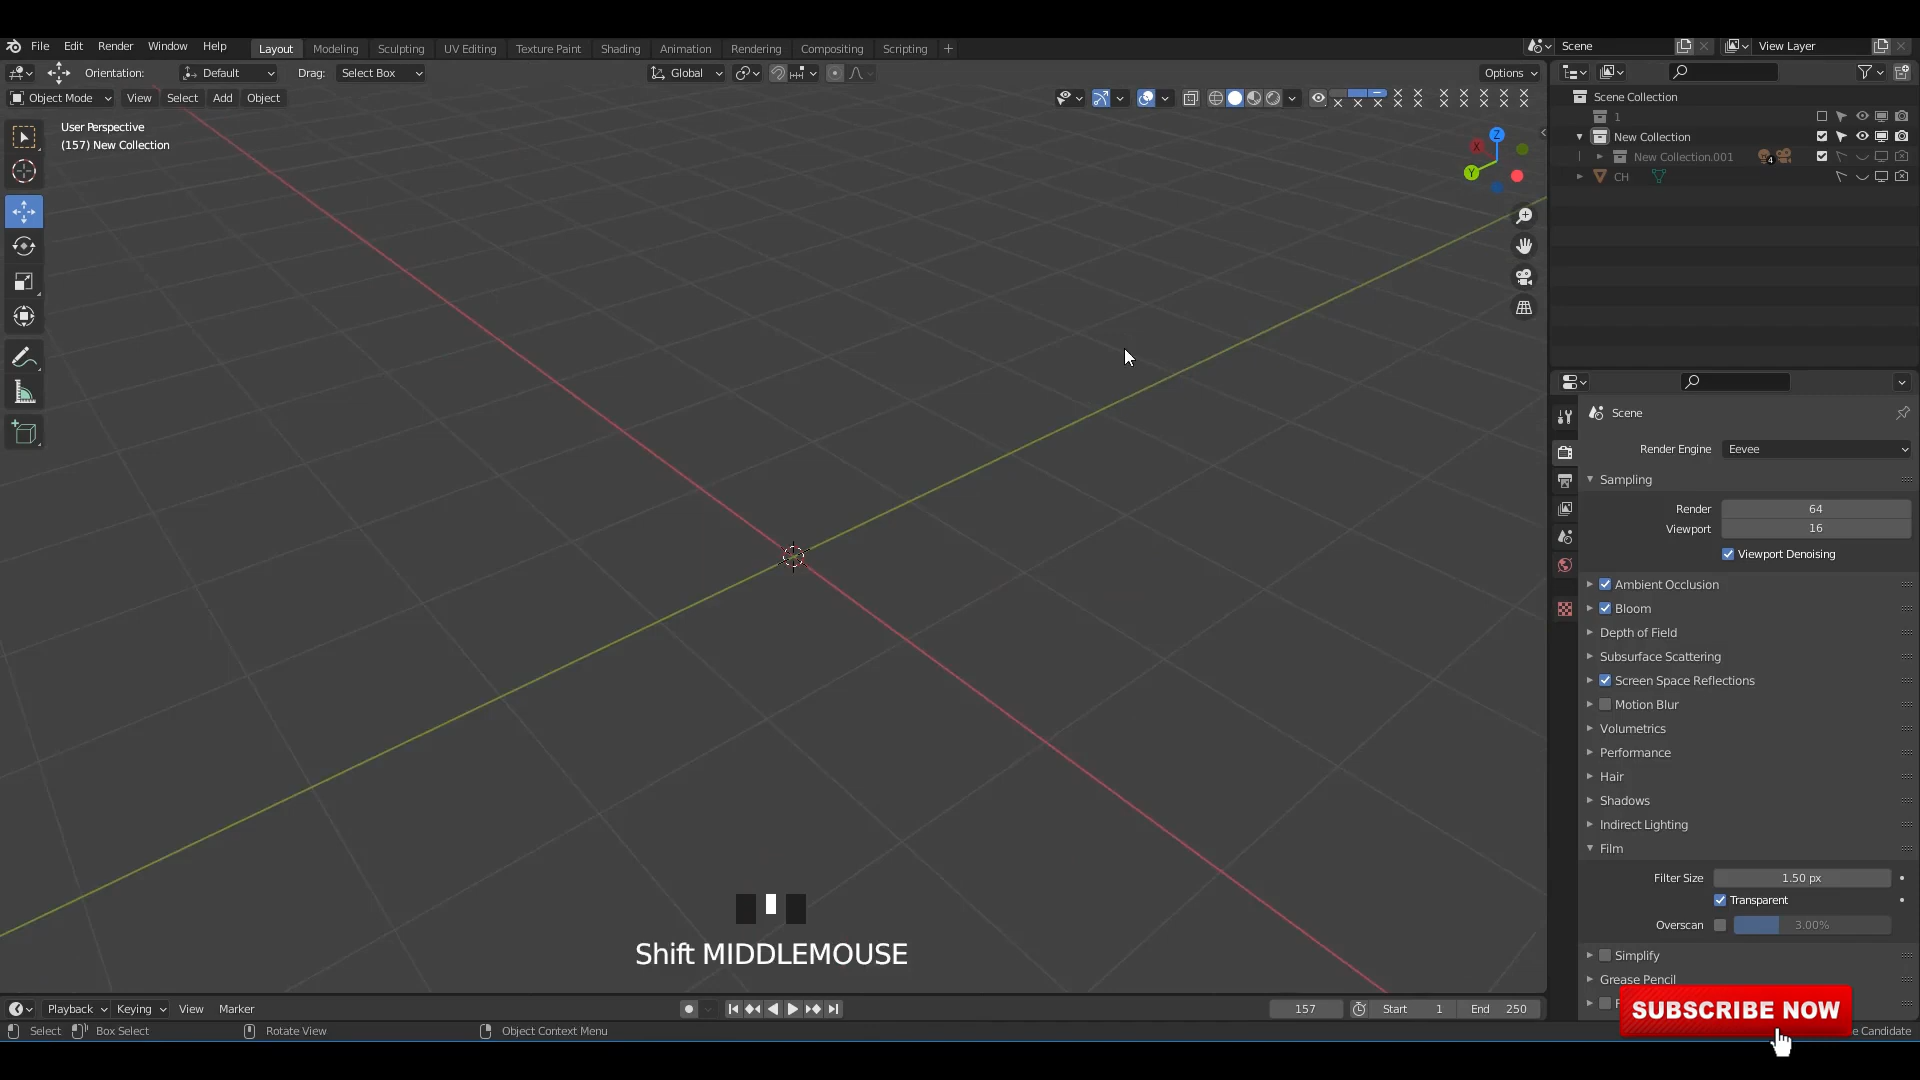 File Edit Render Window Help Layout Modeling Sculpting UV Editing Texture Paint Shading Animation Rendering Compositing Scripting + Scene View Layer
Orientation: Default Drag: Select Box Global Options
Object Mode View Select Add Object
Scene Collection
1
New Collection
New Collection.001 4
CH
User Perspective
(157) New Collection
Z
X
Y
Scene
Render Engine Eevee
Sampling
Render 64
Viewport 16
Viewport Denoising
Ambient Occlusion
Bloom
Depth of Field
Subsurface Scattering
Screen Space Reflections
Motion Blur
Volumetrics
Performance
Hair
Shadows
Indirect Lighting
Film
Filter Size 1.50 px
Transparent
Overscan 3.00%
Simplify
Grease Pencil
Shift MIDDLEMOUSE
Playback Keying View Marker 157 Start 1 End 250
SUBSCRIBE NOW
Select Box Select Rotate View Object Context Menu Candidate